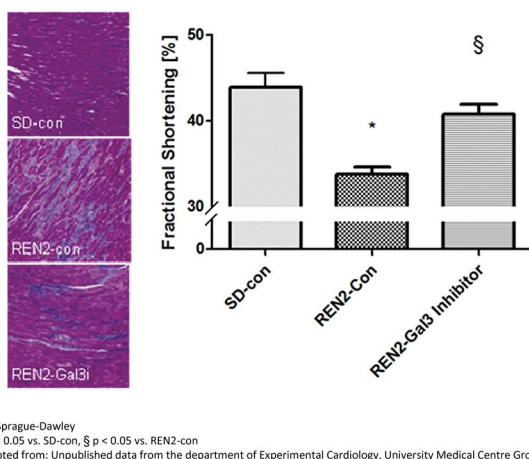 SD-con
REN2-con
REN2-Gal3i
Fractional Shortening [%]
50
40
30
0
*
§
SD-con
REN2-Con
REN2-Gal3 Inhibitor
Sprague-Dawley
0.05 vs. SD-con, § p < 0.05 vs. REN2-con
from: Unpublished data from the department of Experimental Cardiology, University Medical Centre